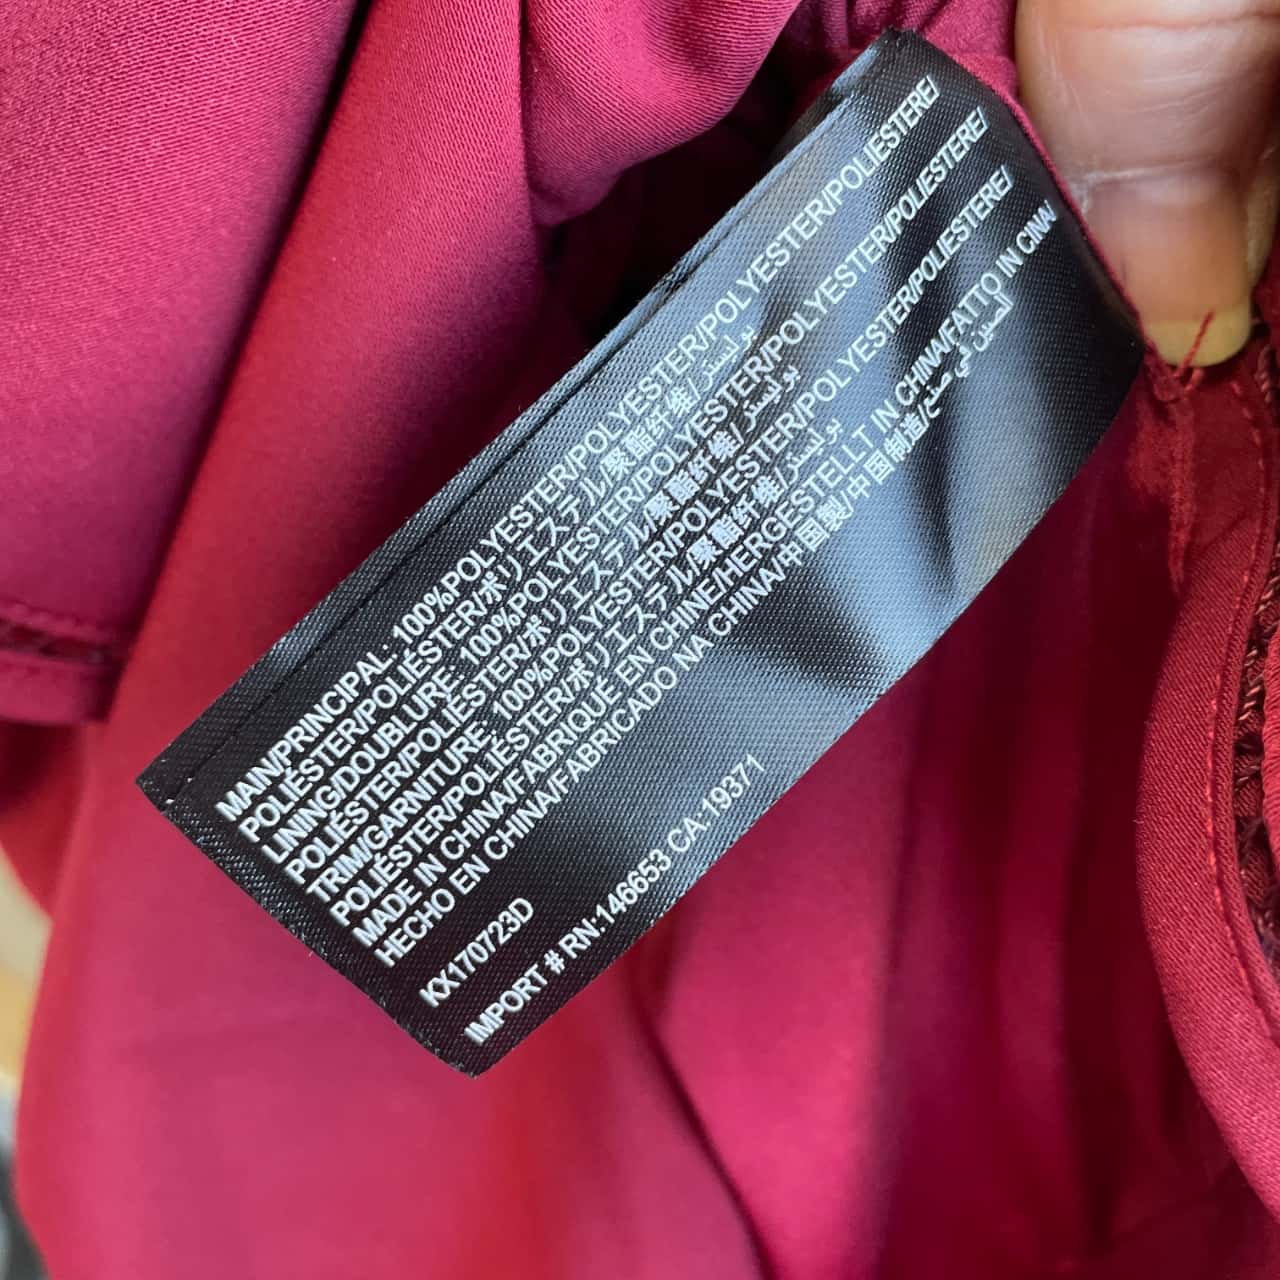 MAIN/PRINCIPAL: 100%POLYESTER/POLYESTER/POLYESTER/POLIESTERE/
POLIÉSTER/POLIÉSTER/ポリエステル/聚酯纤维/بوليستر
LINING/DOUBLURE: 100%POLYESTER/POLYESTER/POLYESTER/POLIESTERE/
POLIÉSTER/POLIÉSTER/ポリエステル/聚酯纤维/بوليستر
TRIM/GARNITURE: 100%POLYESTER/POLYESTER/POLYESTER/POLIESTERE/
POLIÉSTER/POLIÉSTER/ポリエステル/聚酯纤维/بوليستر
MADE IN CHINA/FABRIQUÉ EN CHINE/HERGESTELLT IN CHINA/FATTO IN CINA/
HECHO EN CHINA/FABRICADO NA CHINA/中国製/中国制造/صنع في الصين
KX170723D
IMPORT # RN:146653 CA:19371